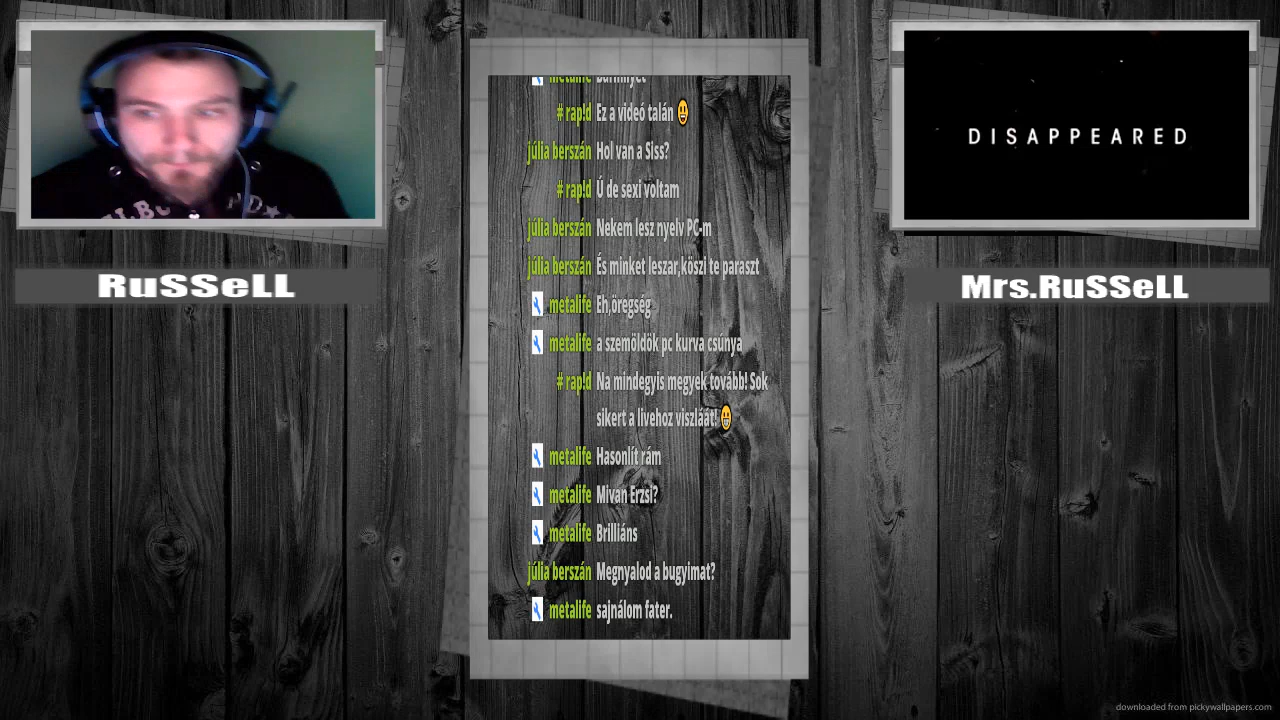 DISAPPEARED
RuSSeLL
Mrs.RuSSeLL
metalife bármilyet
# rap!d Ez a videó talán
júlia berszán Hol van a Siss?
# rap!d Ú de sexi voltam
júlia berszán Nekem lesz nyelv PC-m
júlia berszán És minket leszar,köszi te paraszt
metalife Eh,öregség
metalife a szemöldök pc kurva csúnya
# rap!d Na mindegyis megyek tovább! Sok
sikert a livehoz viszláát!
metalife Hasonlít rám
metalife Mivan Erzsi?
metalife Brilliáns
júlia berszán Megnyalod a bugyimat?
metalife sajnálom fater.
downloaded from pickywallpapers.com